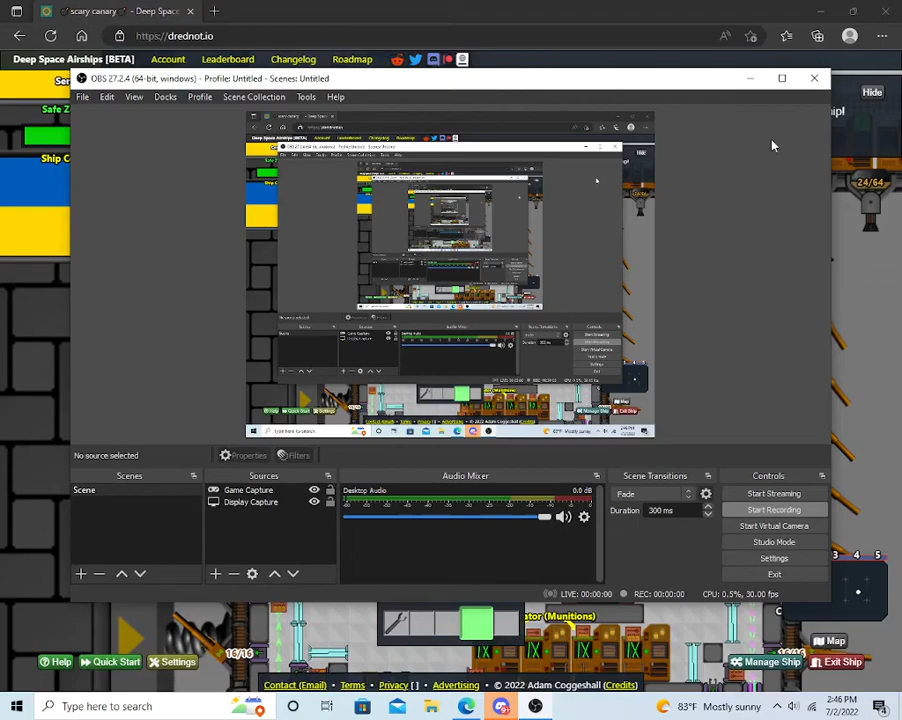 scary canary - Deep Space
https://drednot.io
Deep Space Airships [BETA] Account Leaderboard Changelog Roadmap
OBS 27.2.4 (64-bit, windows) - Profile: Untitled - Scenes: Untitled
File Edit View Docks Profile Scene Collection Tools Help
Hide
Safe Z
24/64
Ship C
No source selected Properties Filters
Scenes Sources Audio Mixer Scene Transitions Controls
Scene
Game Capture
Display Capture
Desktop Audio 0.0 dB
Fade
Duration 300 ms
Start Streaming
Start Recording
Start Virtual Camera
Studio Mode
Settings
Exit
3 4 5
LIVE: 00:00:00 REC: 00:00:00 CPU: 0.5%, 30.00 fps
ator (Munitions)
16/16 16/16
Map
Help Quick Start Settings Manage Ship Exit Ship
Contact (Email) Terms Privacy [ ] Advertising © 2022 Adam Coggeshall (Credits)
Type here to search
83°F Mostly sunny
2:46 PM
7/2/2022